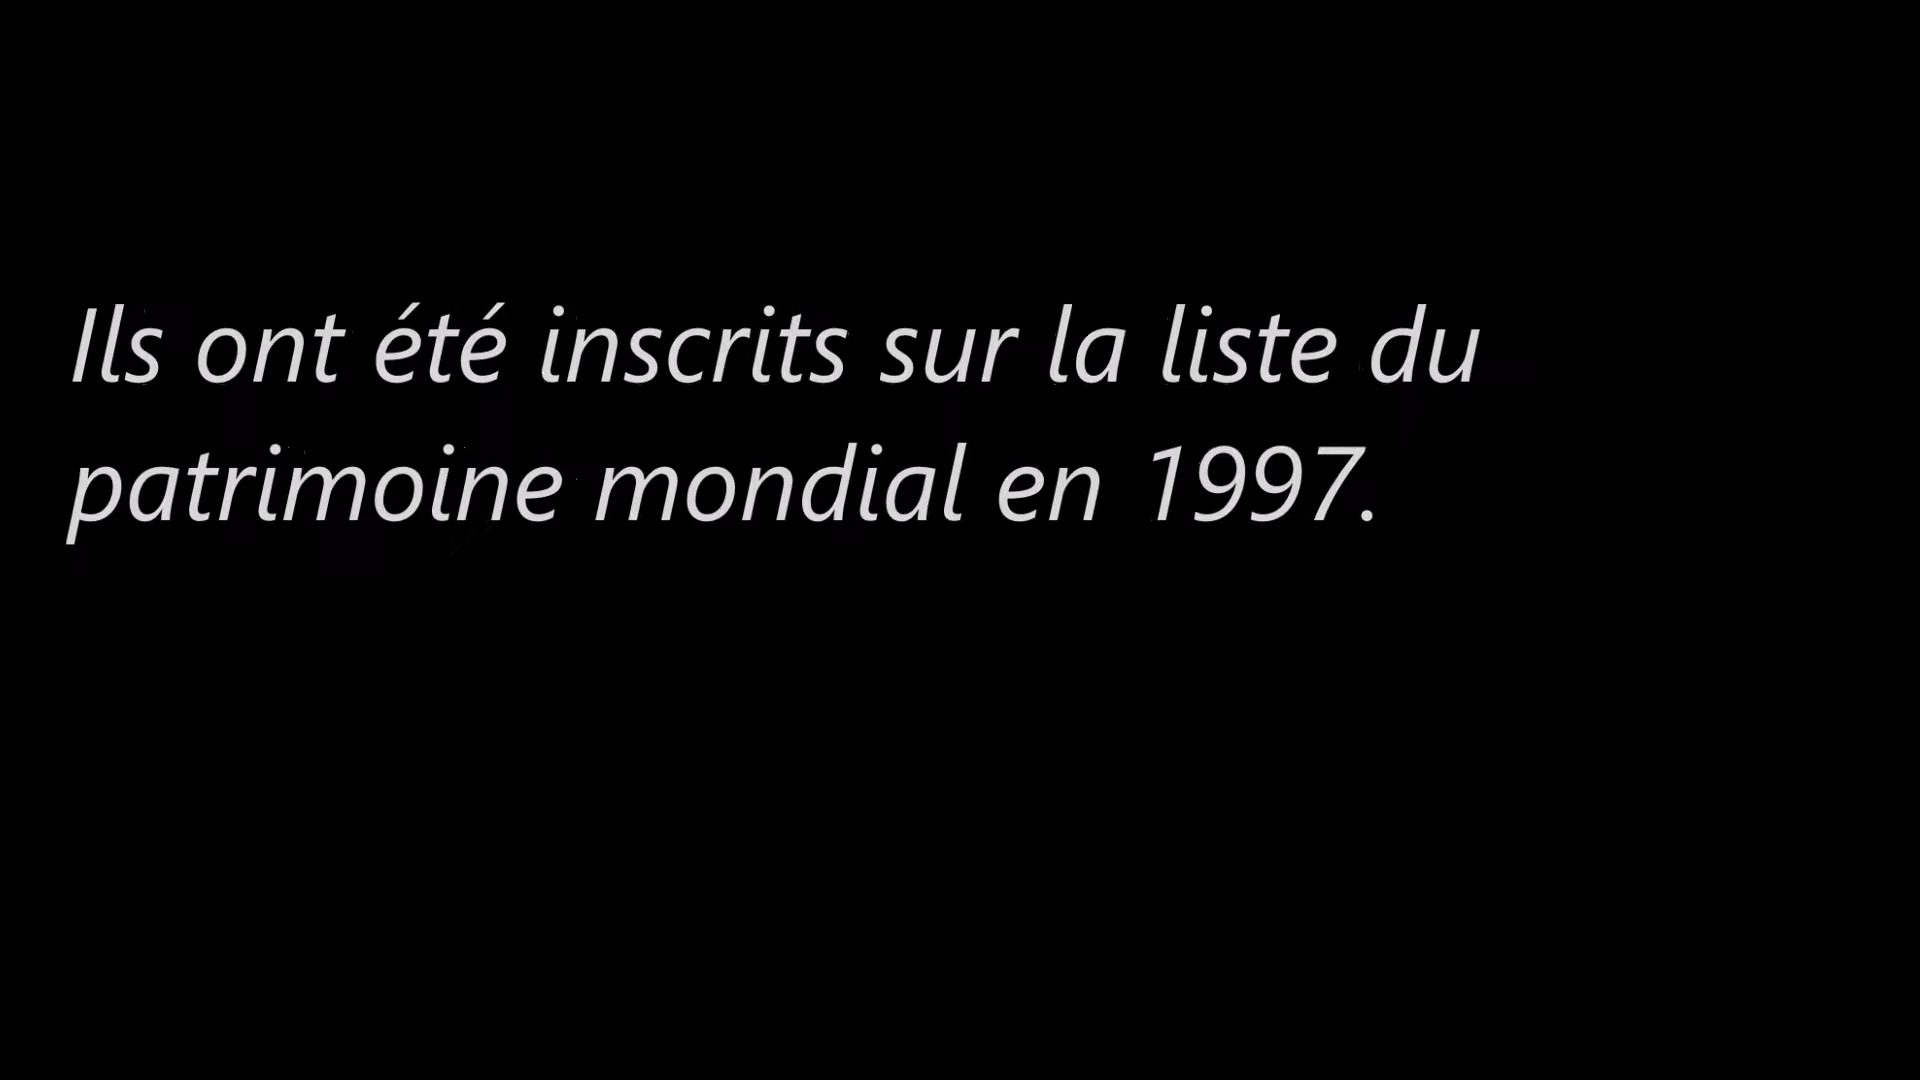 Ils ont été inscrits sur la liste du
patrimoine mondial en 1997.